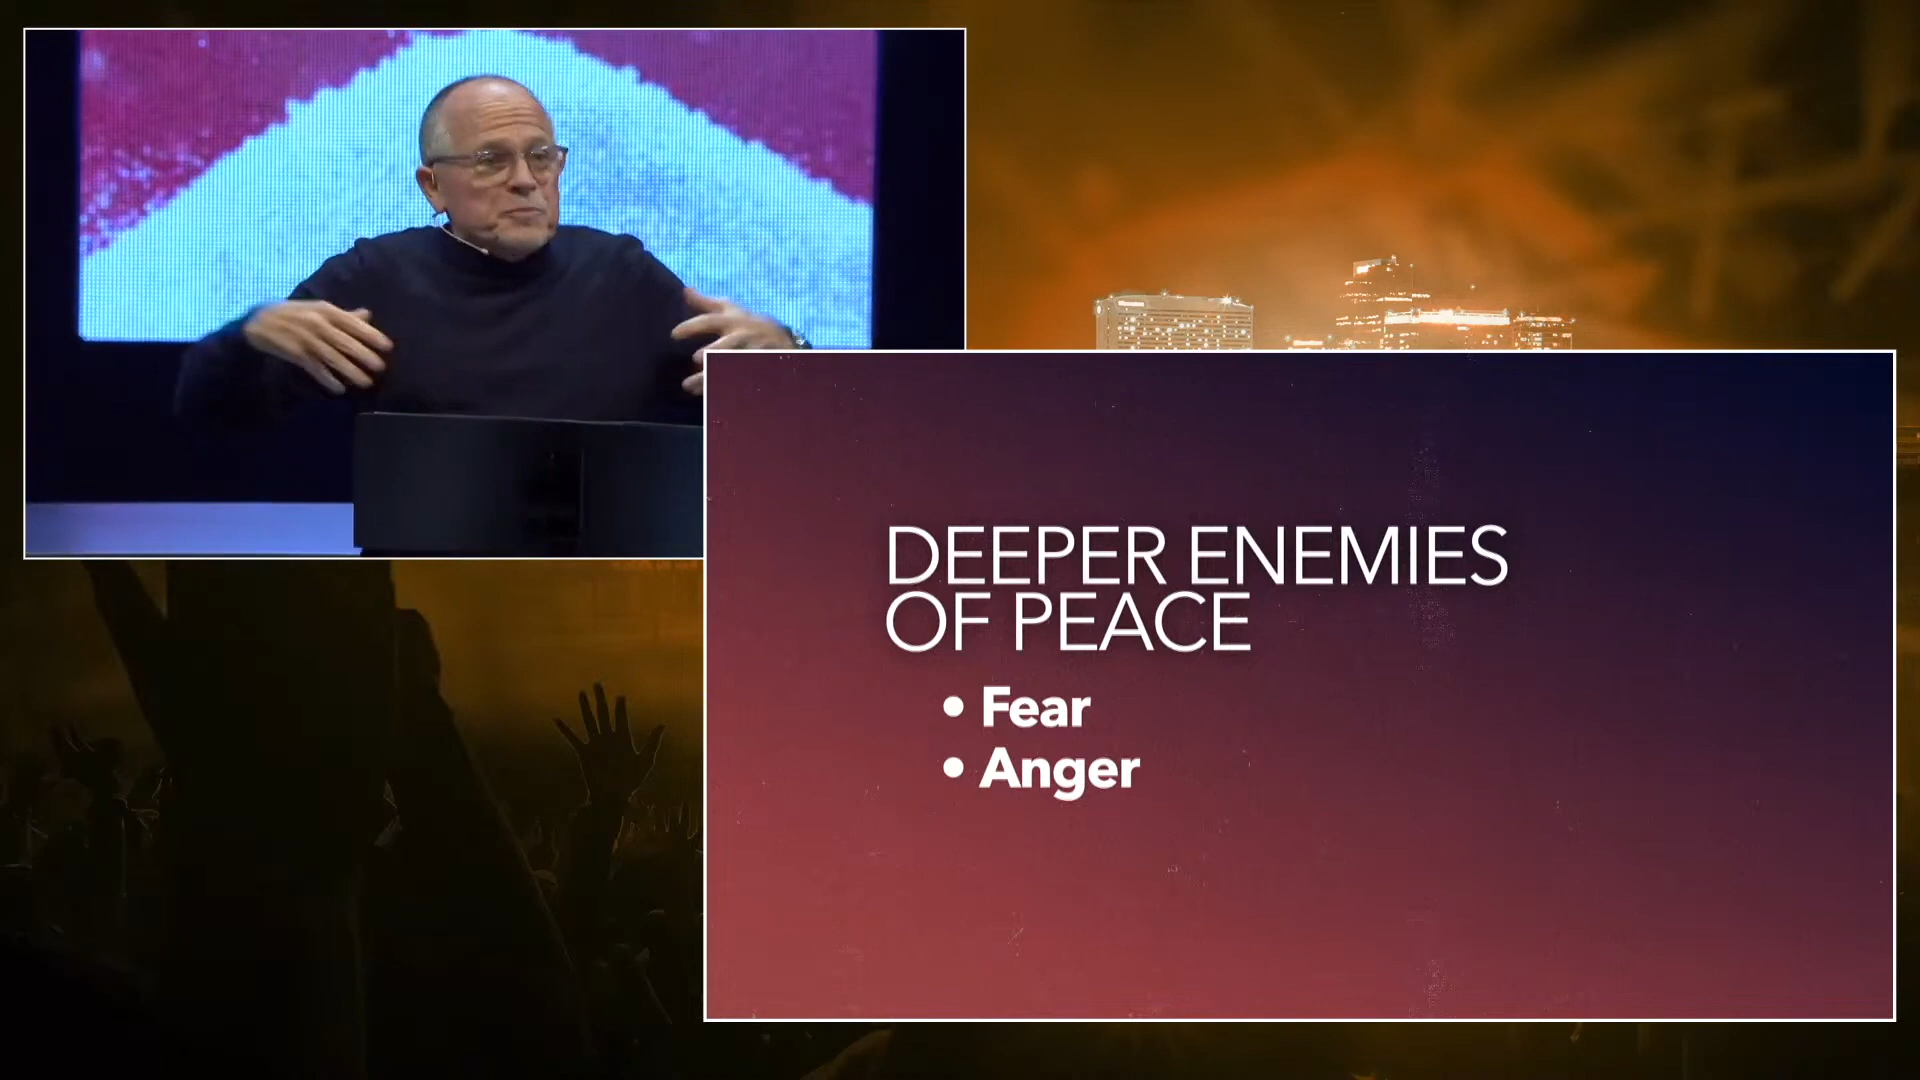 DEEPER ENEMIES
OF PEACE
• Fear
• Anger